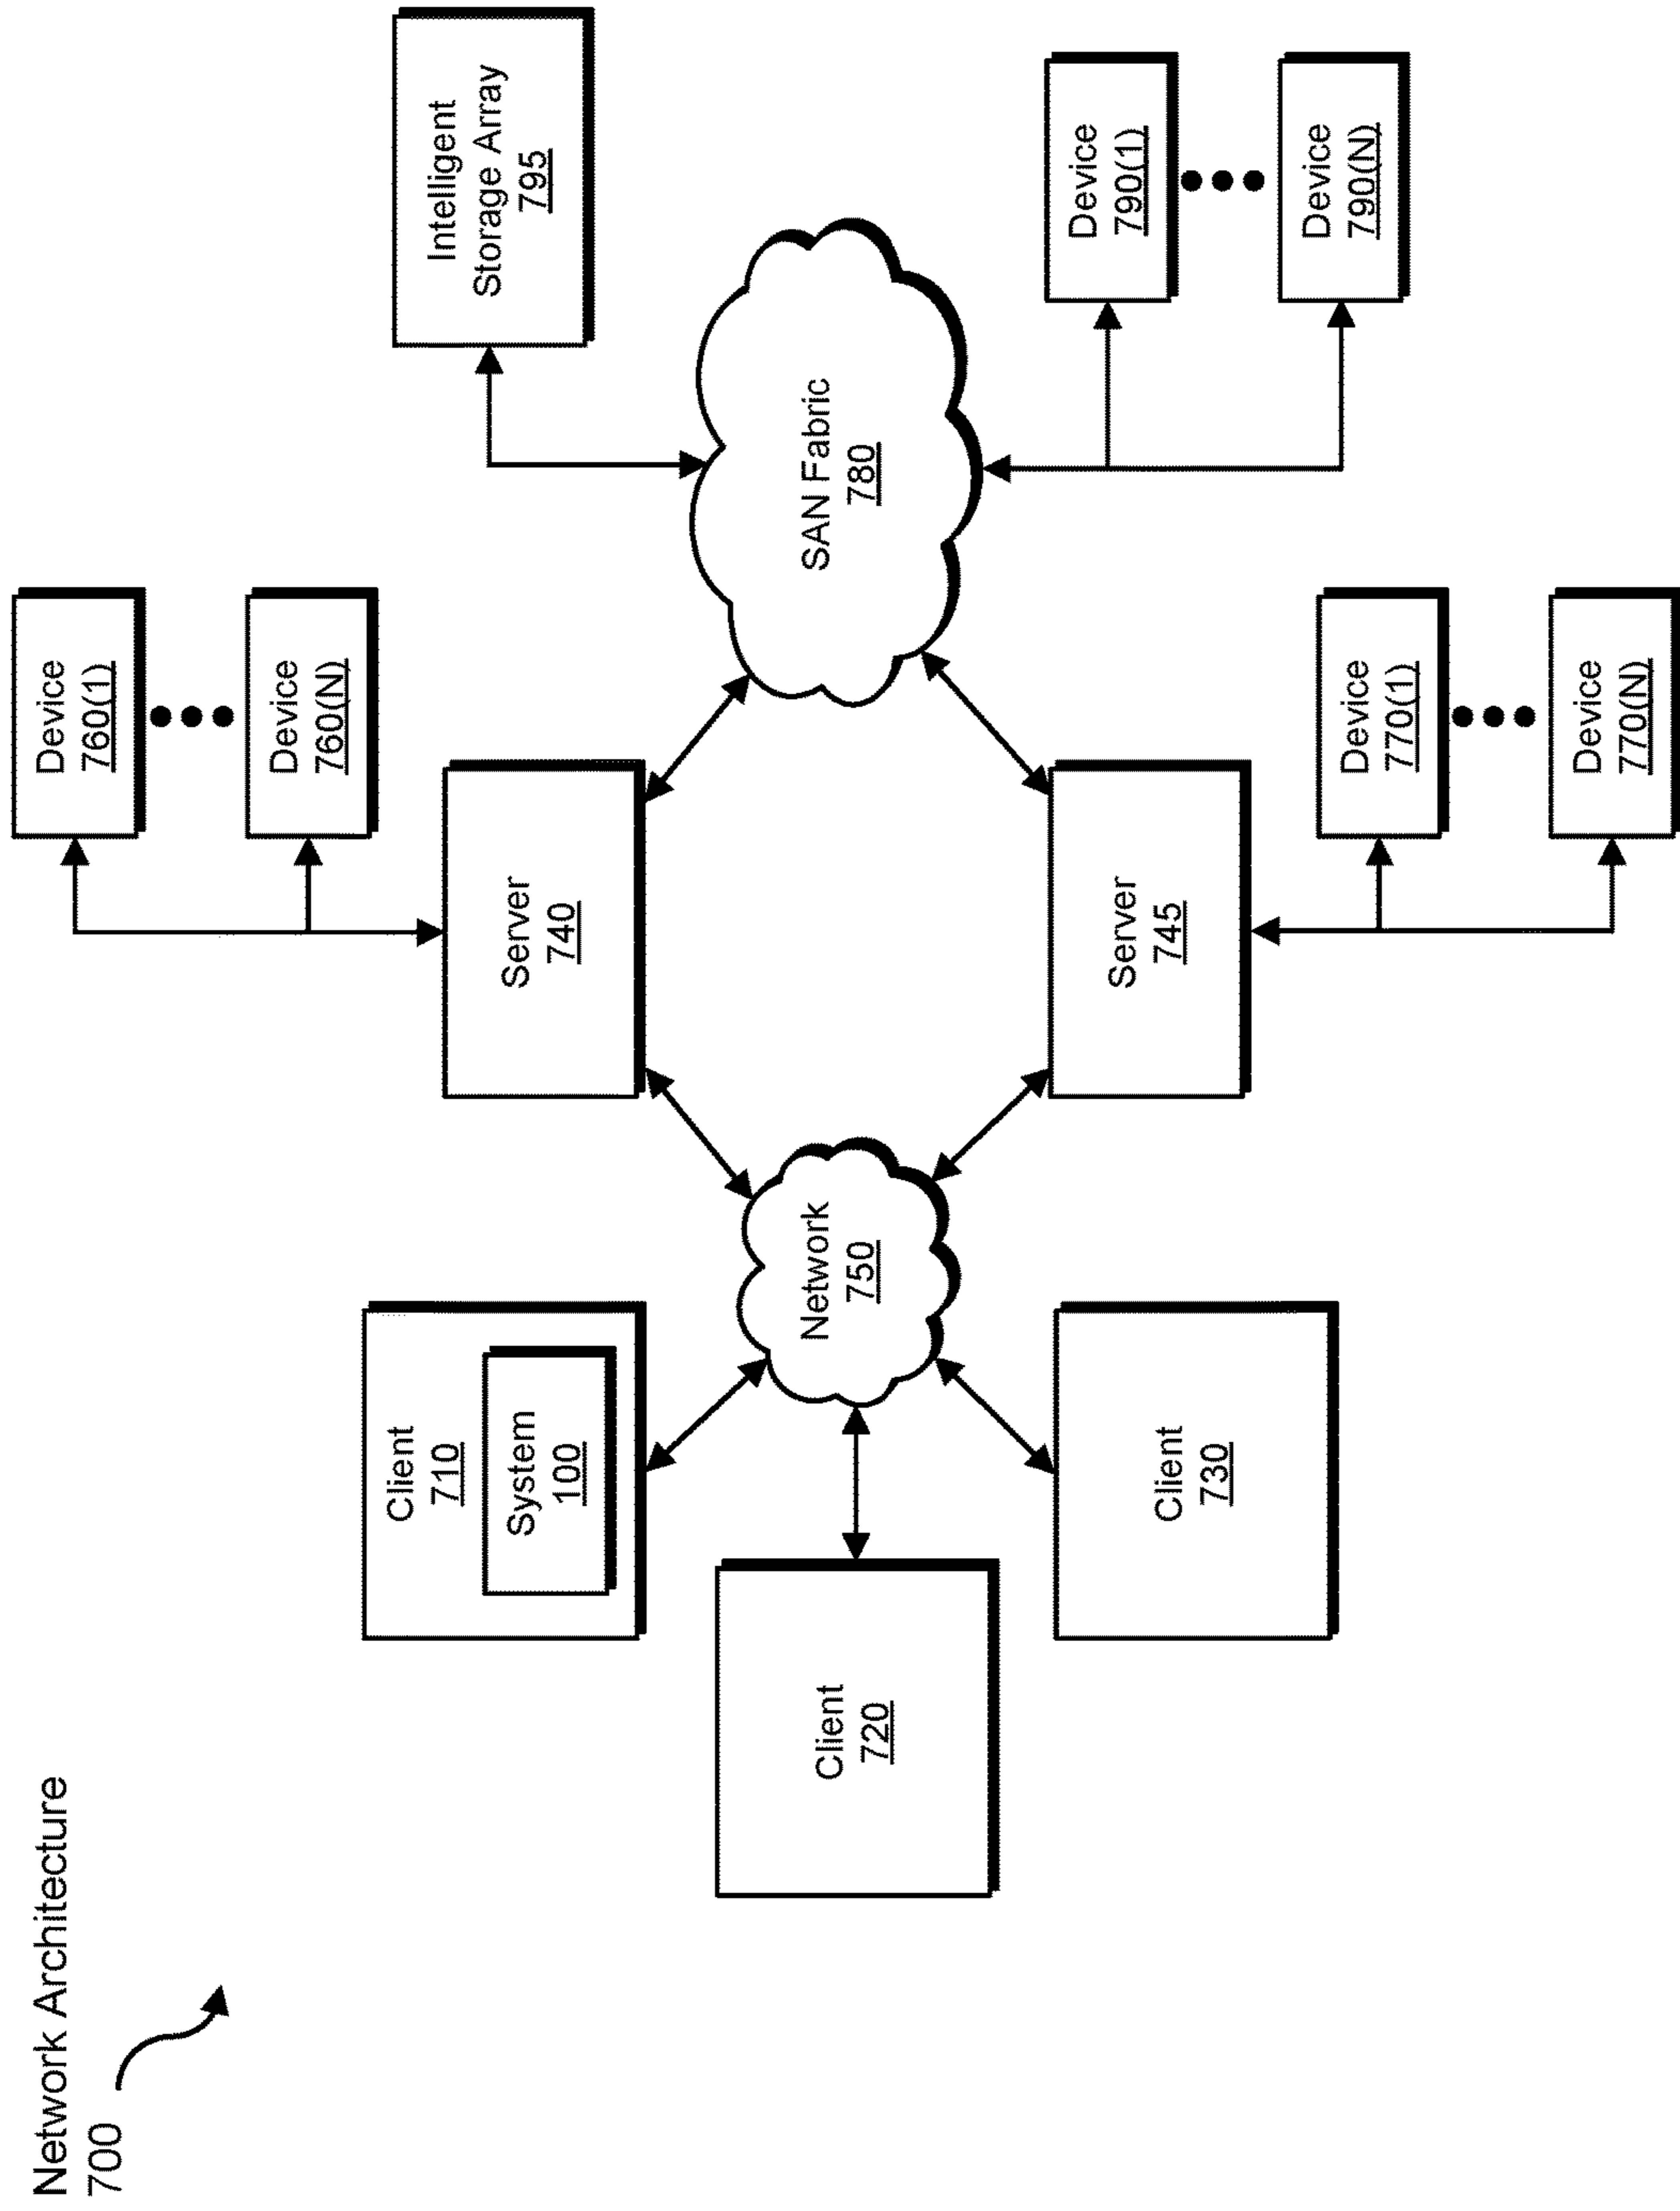 Network Architecture
700
Client
710
System
100
Client
720
Client
730
Network
750
Device
760(1)
Device
760(N)
Server
740
Server
745
Device
770(1)
Device
770(N)
SAN Fabric
780
Intelligent
Storage Array
795
Device
790(1)
Device
790(N)